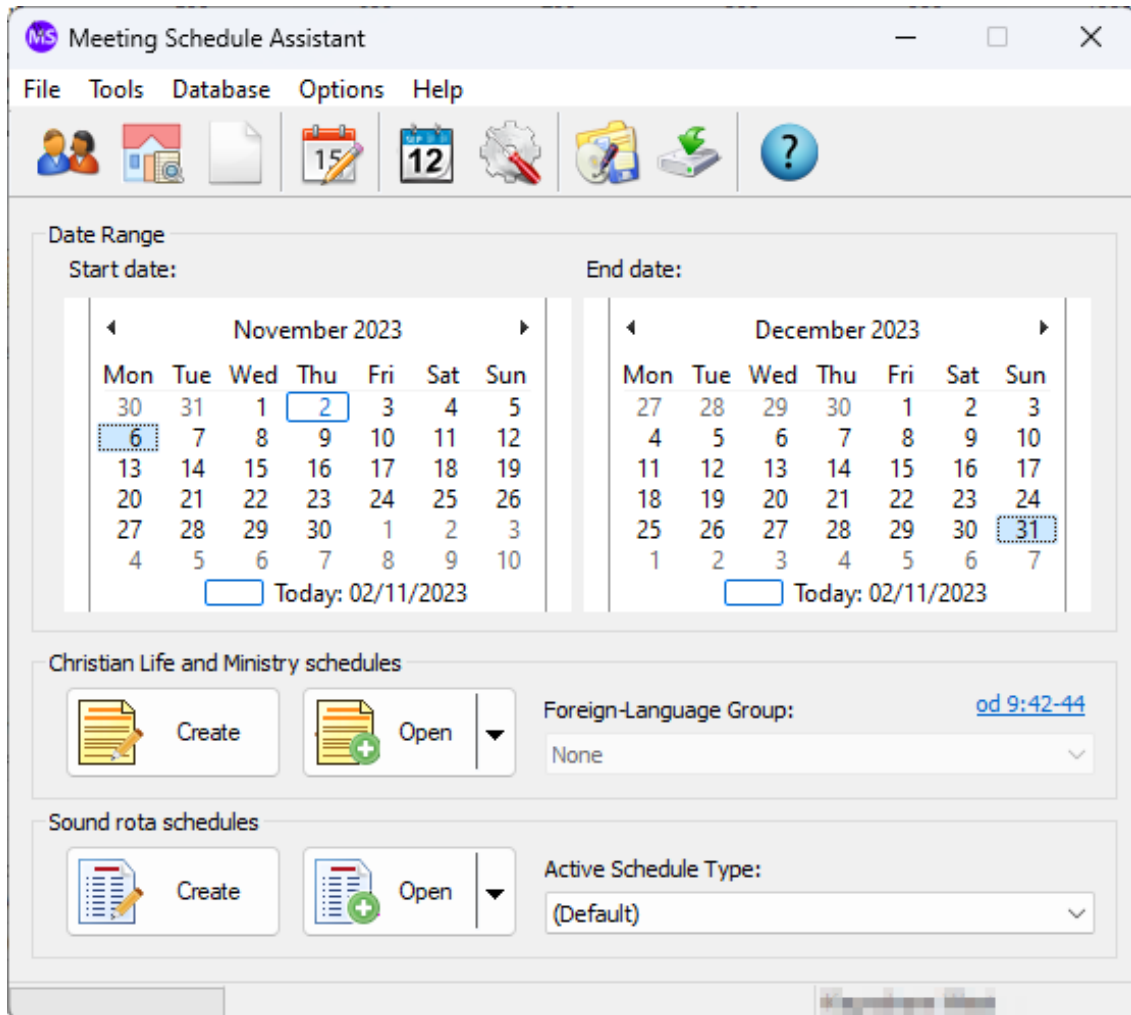 MS Meeting Schedule Assistant
File Tools Database Options Help
15 12 ?
Date Range
Start date: End date:
November 2023 December 2023
Mon Tue Wed Thu Fri Sat Sun Mon Tue Wed Thu Fri Sat Sun
30 31 1 2 3 4 5 27 28 29 30 1 2 3
6 7 8 9 10 11 12 4 5 6 7 8 9 10
13 14 15 16 17 18 19 11 12 13 14 15 16 17
20 21 22 23 24 25 26 18 19 20 21 22 23 24
27 28 29 30 1 2 3 25 26 27 28 29 30 31
4 5 6 7 8 9 10 1 2 3 4 5 6 7
Today: 02/11/2023 Today: 02/11/2023
Christian Life and Ministry schedules
Create Open Foreign-Language Group: od 9:42-44
None
Sound rota schedules
Create Open Active Schedule Type:
(Default)